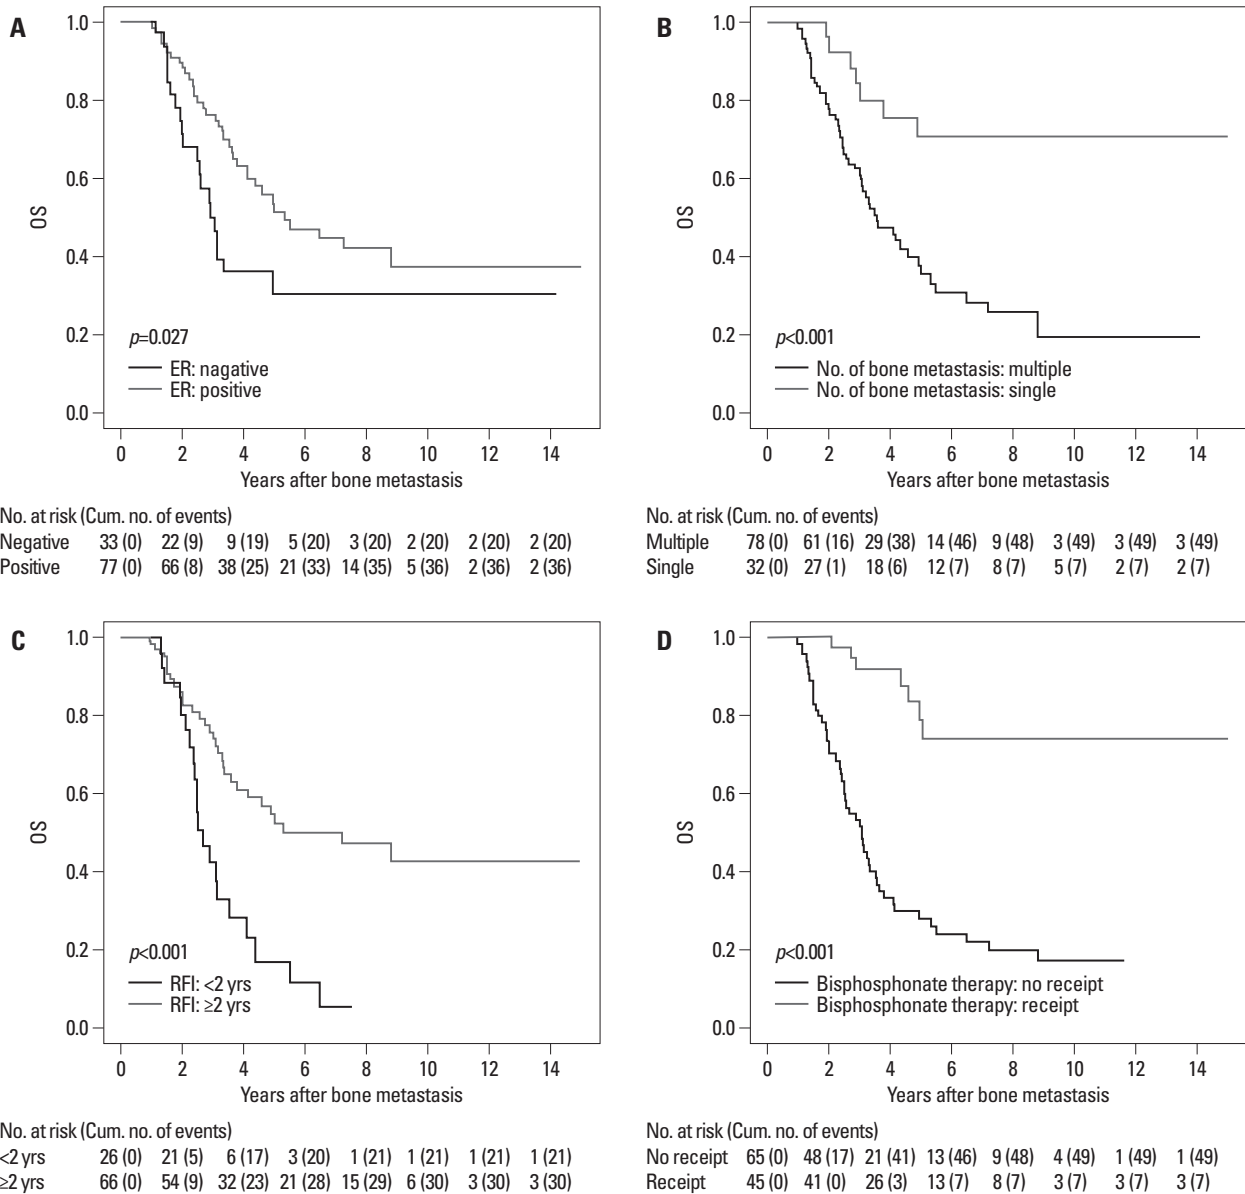 A
1.0
0.8
0.6
0.4
0.2
0.0
OS
p=0.027
ER: nagative
ER: positive
0 2 4 6 8 10 12 14
Years after bone metastasis
No. at risk (Cum. no. of events)
Negative 33 (0) 22 (9) 9 (19) 5 (20) 3 (20) 2 (20) 2 (20) 2 (20)
Positive 77 (0) 66 (8) 38 (25) 21 (33) 14 (35) 5 (36) 2 (36) 2 (36)
B
1.0
0.8
0.6
0.4
0.2
0.0
OS
p<0.001
No. of bone metastasis: multiple
No. of bone metastasis: single
0 2 4 6 8 10 12 14
Years after bone metastasis
No. at risk (Cum. no. of events)
Multiple 78 (0) 61 (16) 29 (38) 14 (46) 9 (48) 3 (49) 3 (49) 3 (49)
Single 32 (0) 27 (1) 18 (6) 12 (7) 8 (7) 5 (7) 2 (7) 2 (7)
C
1.0
0.8
0.6
0.4
0.2
0.0
OS
p<0.001
RFI: <2 yrs
RFI: ≥2 yrs
0 2 4 6 8 10 12 14
Years after bone metastasis
No. at risk (Cum. no. of events)
<2 yrs 26 (0) 21 (5) 6 (17) 3 (20) 1 (21) 1 (21) 1 (21) 1 (21)
≥2 yrs 66 (0) 54 (9) 32 (23) 21 (28) 15 (29) 6 (30) 3 (30) 3 (30)
D
1.0
0.8
0.6
0.4
0.2
0.0
OS
p<0.001
Bisphosphonate therapy: no receipt
Bisphosphonate therapy: receipt
0 2 4 6 8 10 12 14
Years after bone metastasis
No. at risk (Cum. no. of events)
No receipt 65 (0) 48 (17) 21 (41) 13 (46) 9 (48) 4 (49) 1 (49) 1 (49)
Receipt 45 (0) 41 (0) 26 (3) 13 (7) 8 (7) 3 (7) 3 (7) 3 (7)